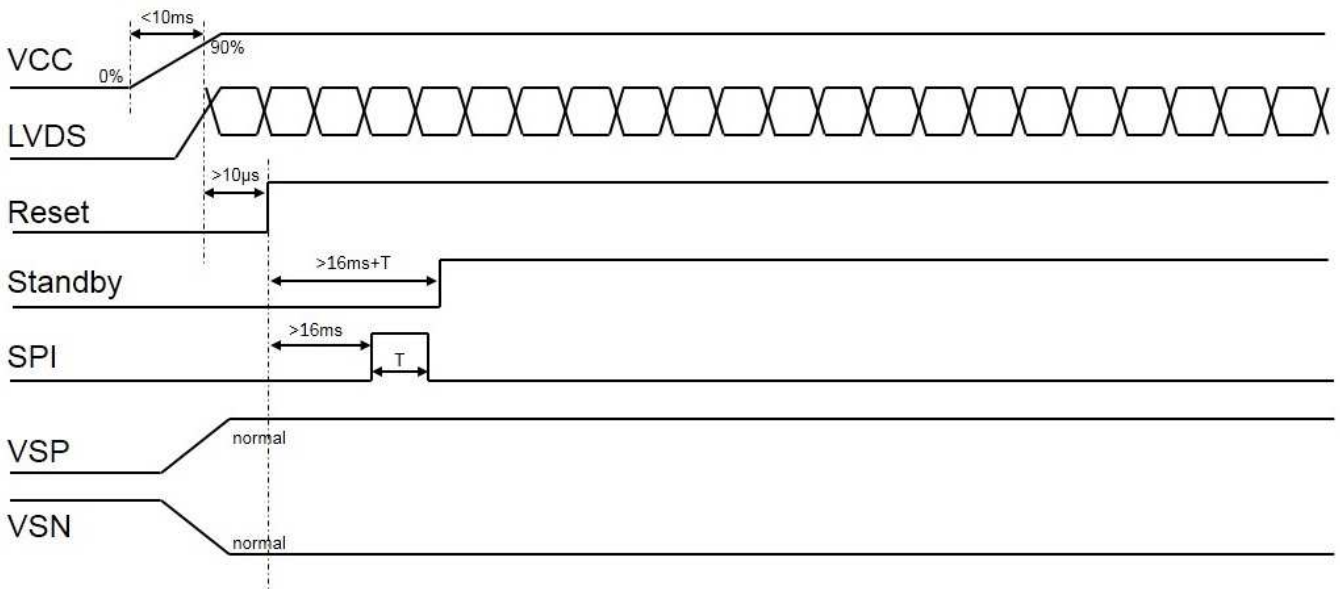 <10ms
VCC
0%
90%
LVDS
>10μs
Reset
>16ms+T
Standby
>16ms
SPI
T
VSP
normal
VSN
normal